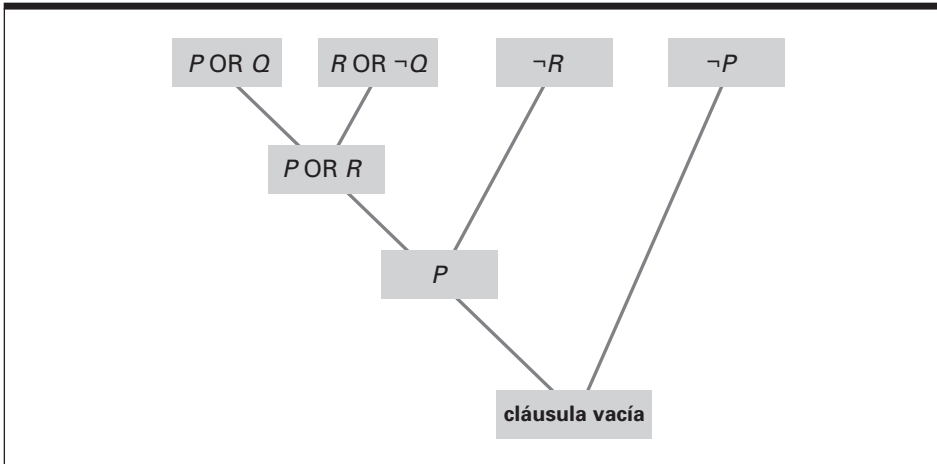 P OR Q R OR ¬Q ¬R ¬P
P OR R
P
cláusula vacía